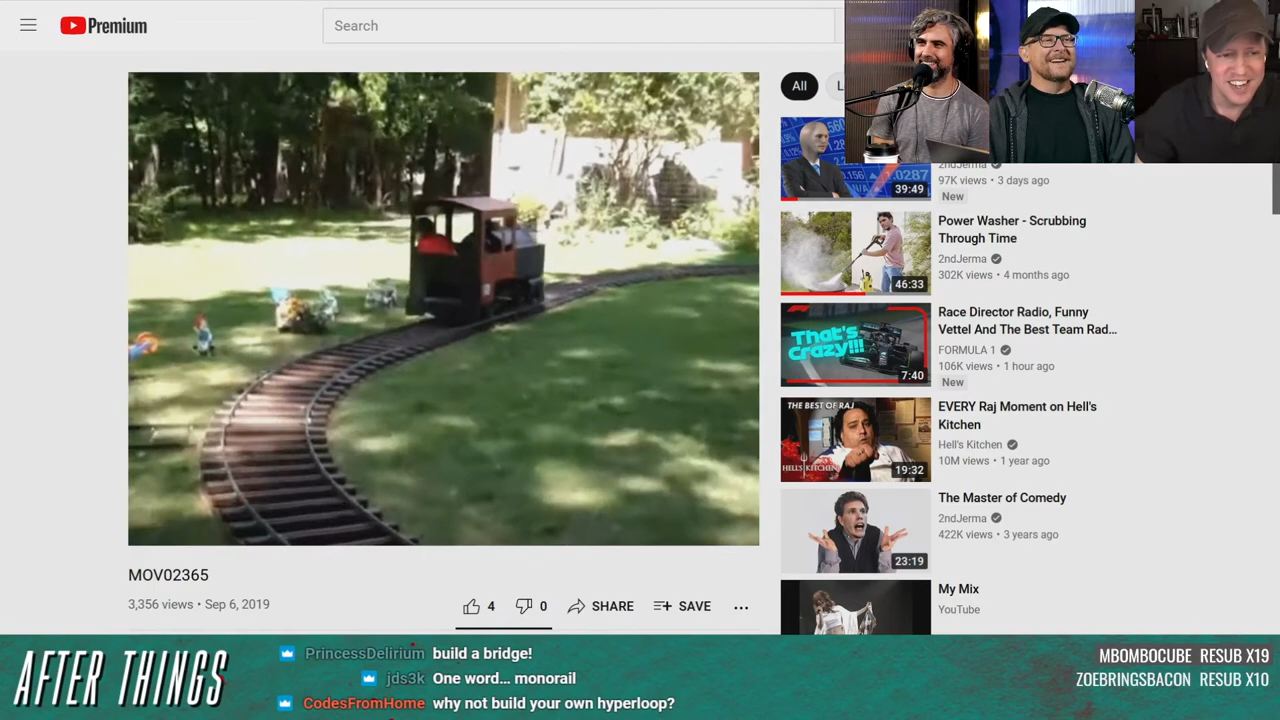 Premium
Search
All
39:49
2ndJerma
97K views • 3 days ago
New
Power Washer - Scrubbing
Through Time
2ndJerma
302K views • 4 months ago
46:33
Race Director Radio, Funny
Vettel And The Best Team Rad...
FORMULA 1
106K views • 1 hour ago
New
That's
Crazy!!!
7:40
EVERY Raj Moment on Hell's
Kitchen
Hell's Kitchen
10M views • 1 year ago
THE BEST OF RAJ
HELL'S KITCHEN
19:32
The Master of Comedy
2ndJerma
422K views • 3 years ago
23:19
My Mix
YouTube
MOV02365
3,356 views • Sep 6, 2019
4
0
SHARE
SAVE
AFTER THINGS
PrincessDelirium build a bridge!
jds3k One word... monorail
CodesFromHome why not build your own hyperloop?
MBOMBOCUBE RESUB X19
ZOEBRINGSBACON RESUB X10